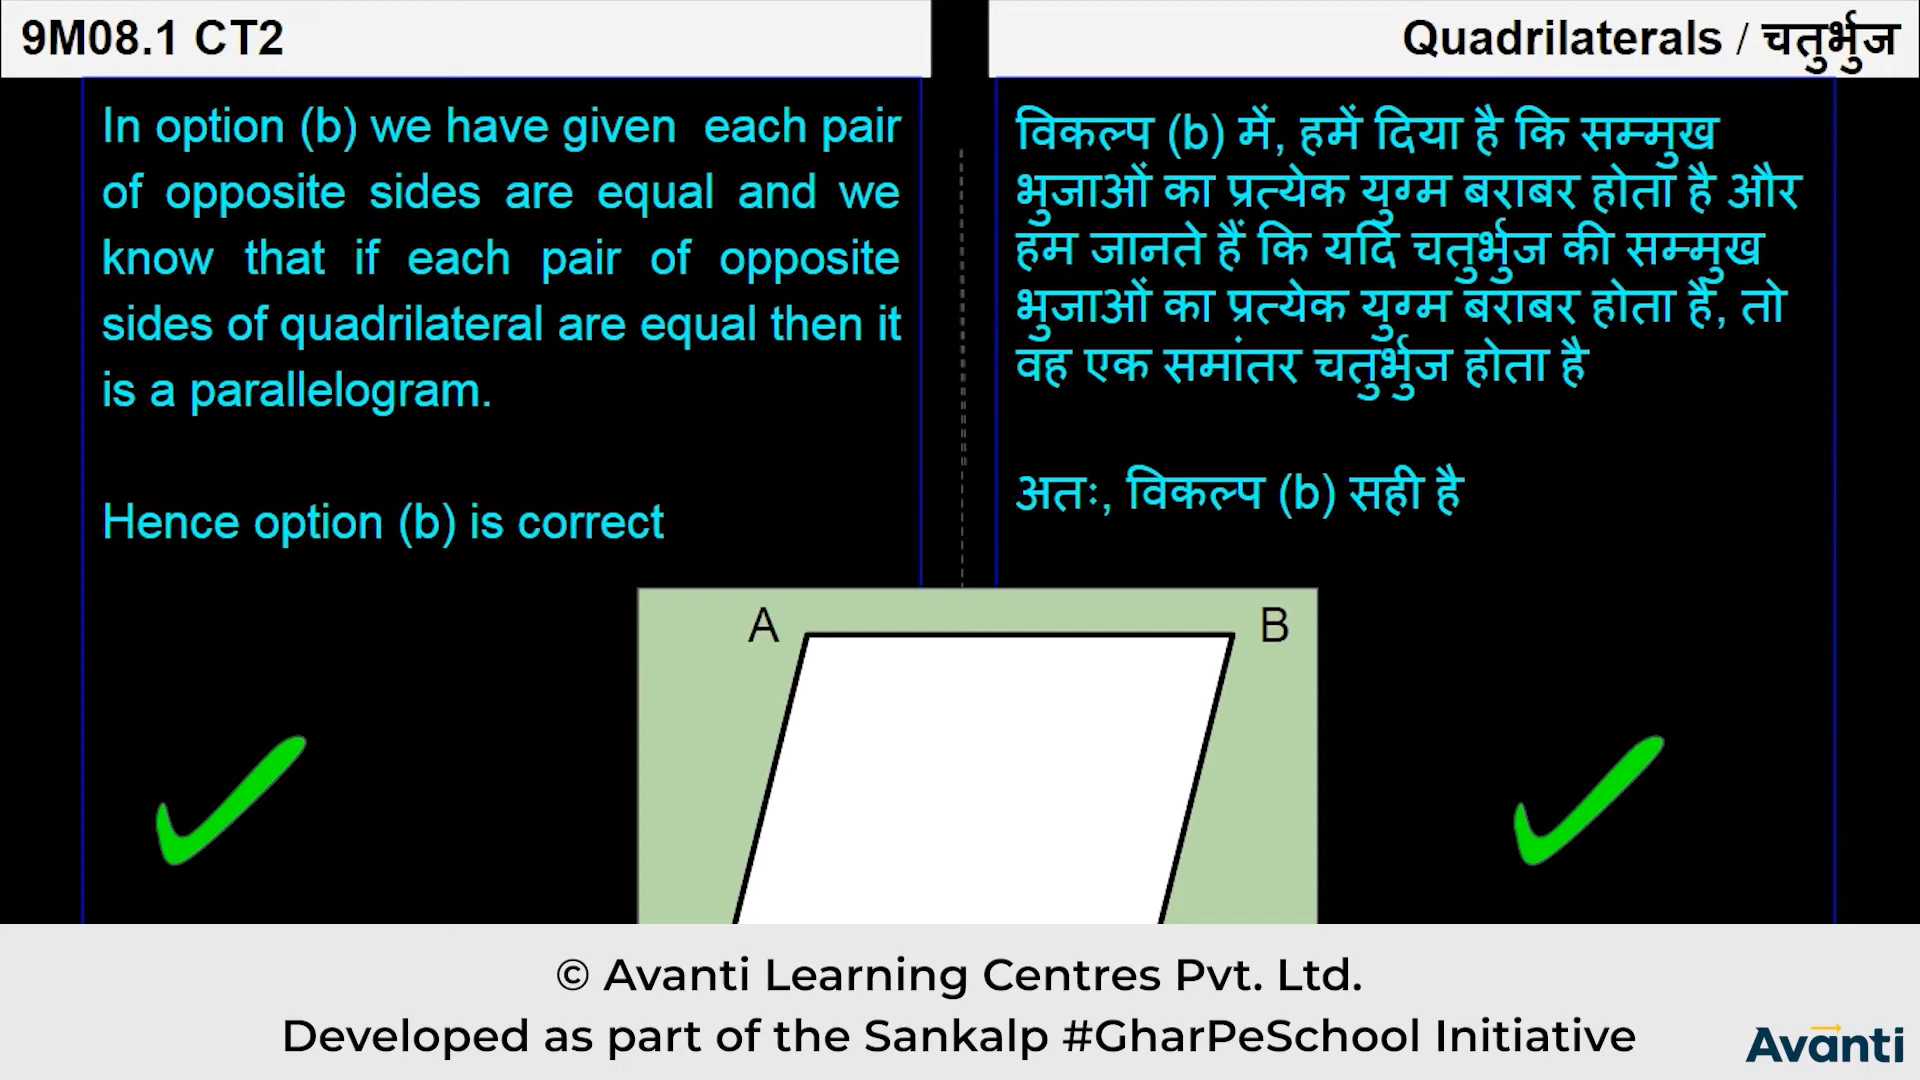 9M08.1 CT2
Quadrilaterals / चतुर्भुज
In option (b) we have given each pair
of opposite sides are equal and we
know that if each pair of opposite
sides of quadrilateral are equal then it
is a parallelogram.
Hence option (b) is correct
विकल्प (b) में, हमें दिया है कि सम्मुख
भुजाओं का प्रत्येक युग्म बराबर होता है और
हम जानते हैं कि यदि चतुर्भुज की सम्मुख
भुजाओं का प्रत्येक युग्म बराबर होता है, तो
वह एक समांतर चतुर्भुज होता है
अतः, विकल्प (b) सही है
A
B
© Avanti Learning Centres Pvt. Ltd.
Developed as part of the Sankalp #GharPeSchool Initiative
Avanti